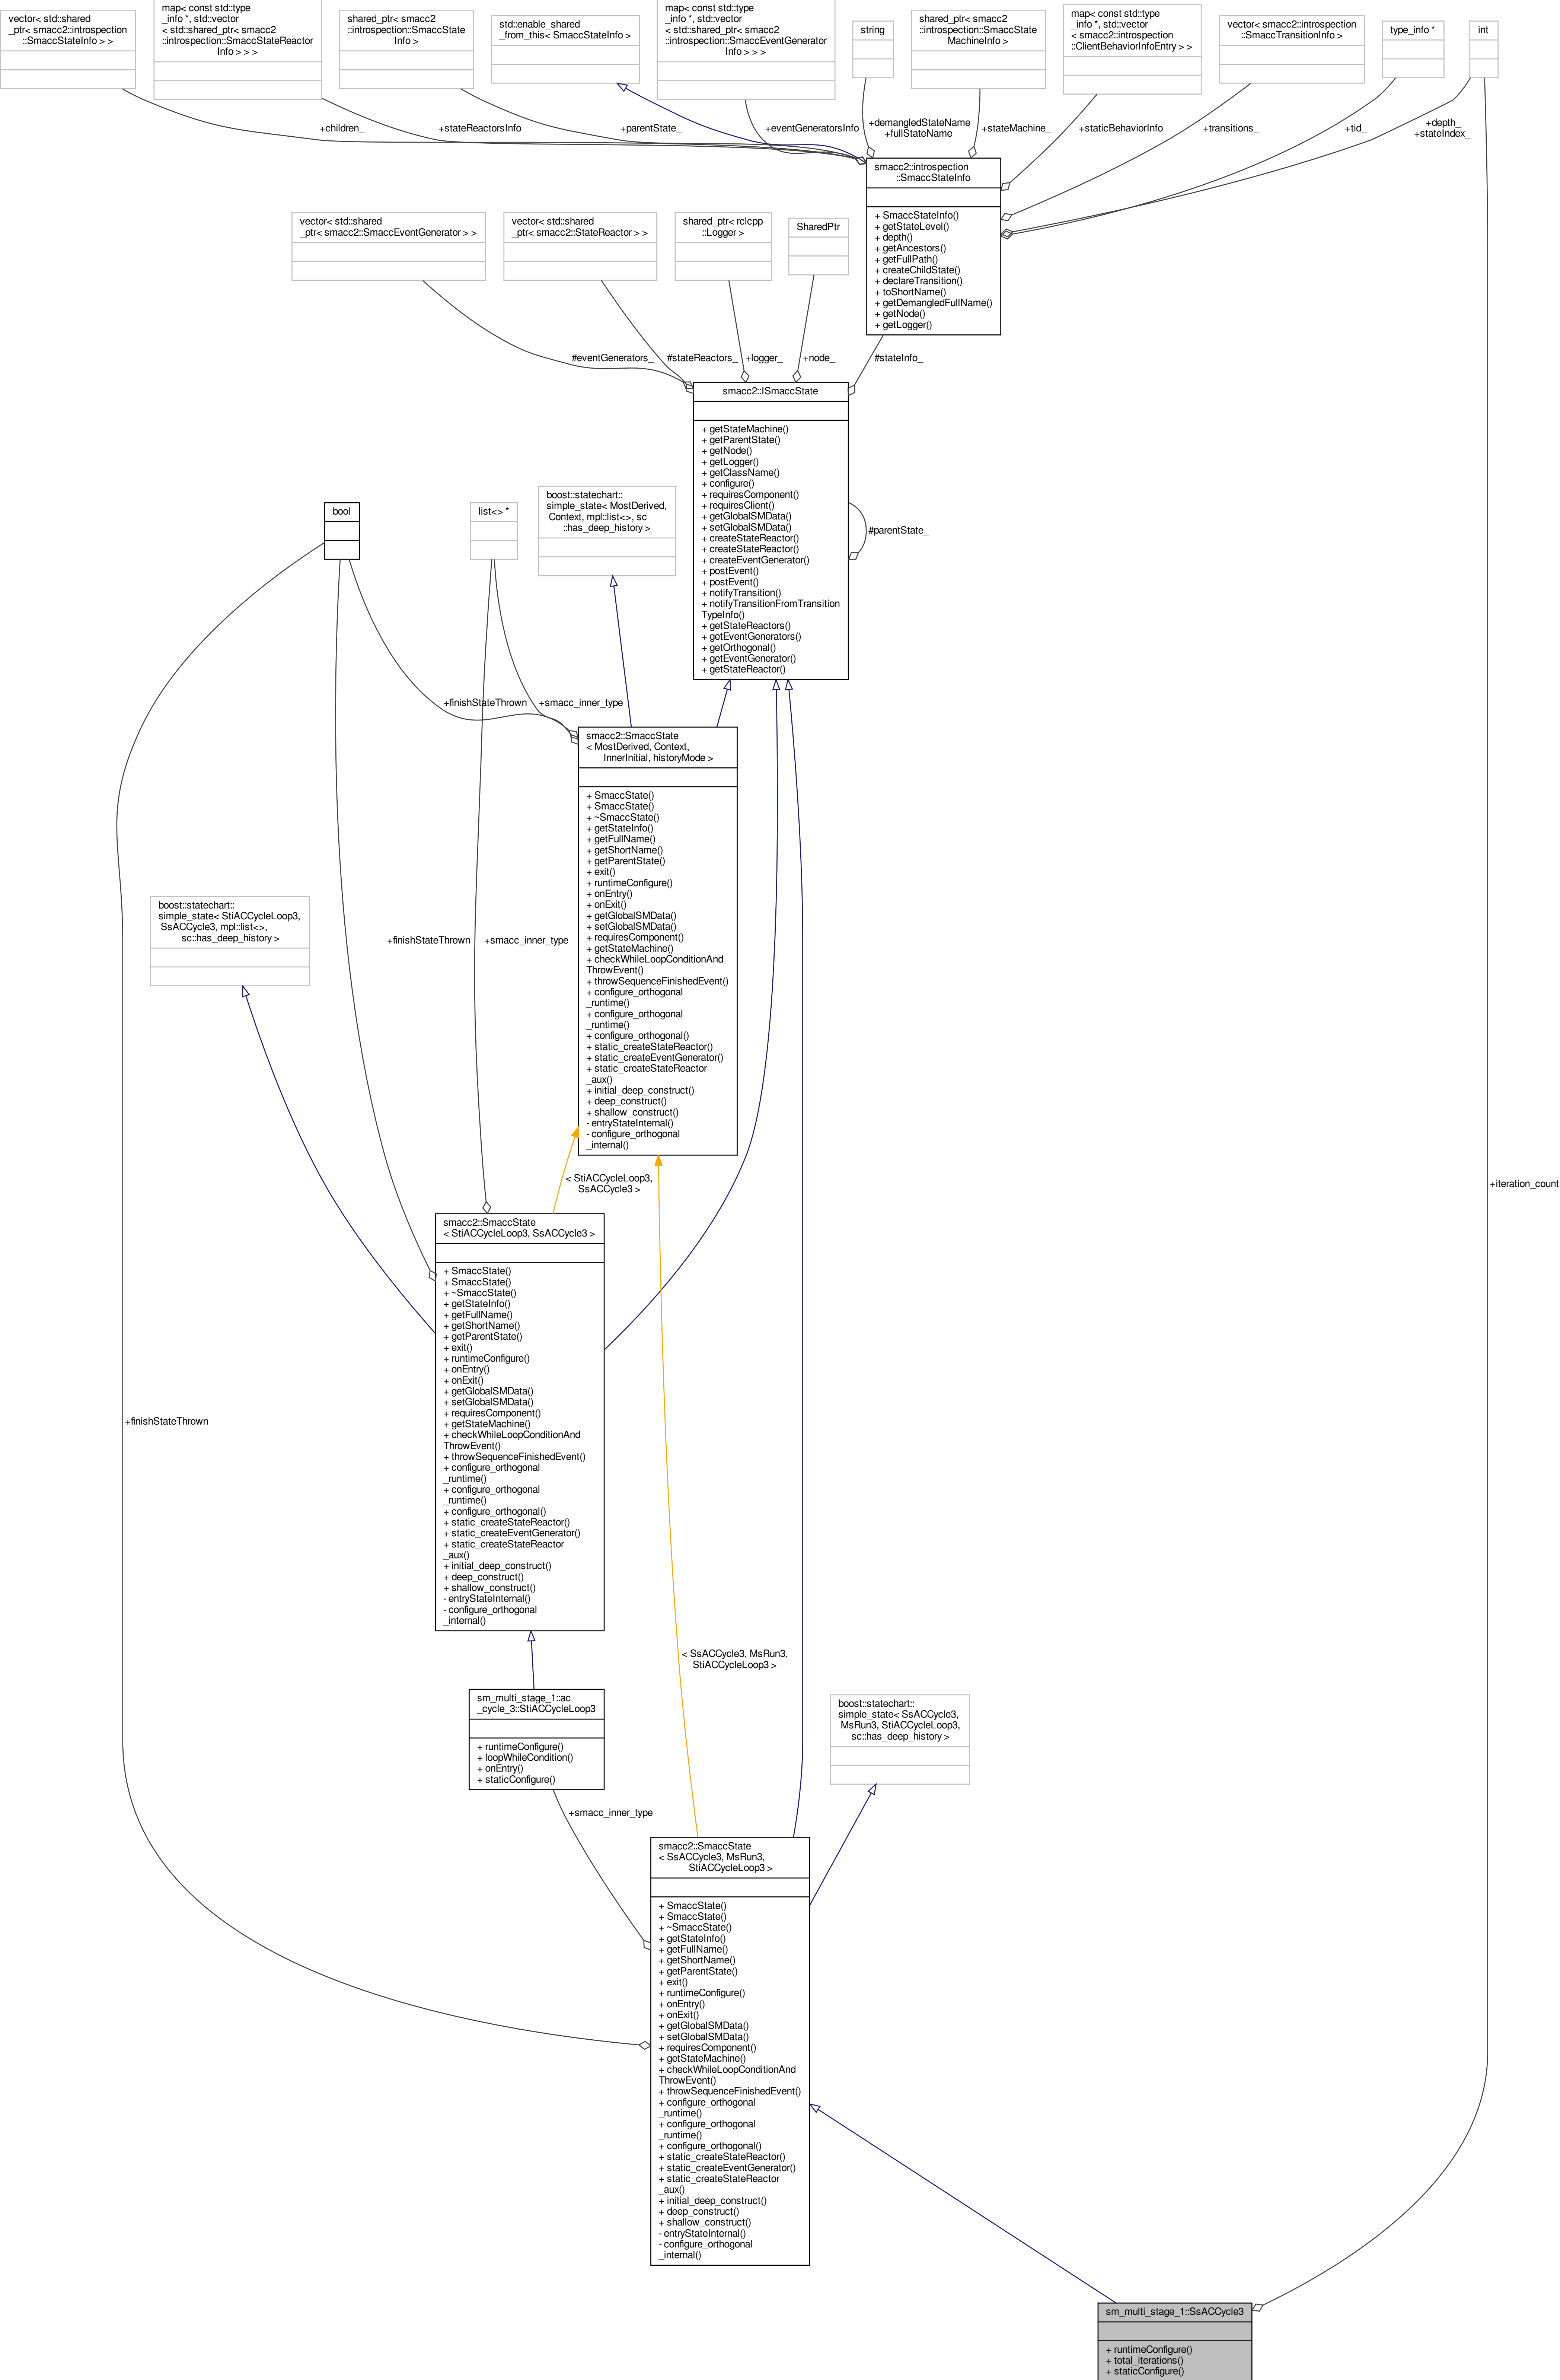 vector< std::shared
_ptr< smacc2::introspection
::SmaccStateInfo > >
map< const std::type
_info *, std::vector
< std::shared_ptr< smacc2
::introspection::SmaccStateReactor
Info > > >
shared_ptr< smacc2
::introspection::SmaccState
Info >
std::enable_shared
_from_this< SmaccStateInfo >
map< const std::type
_info *, std::vector
< std::shared_ptr< smacc2
::introspection::SmaccEventGenerator
Info > > >
string
shared_ptr< smacc2
::introspection::SmaccState
MachineInfo >
map< const std::type
_info *, std::vector
< smacc2::introspection
::ClientBehaviorInfoEntry > >
vector< smacc2::introspection
::SmaccTransitionInfo >
type_info *
int
+children_
+stateReactorsInfo
+parentState_
+eventGeneratorsInfo
+demangledStateName
+fullStateName
+stateMachine_
+staticBehaviorInfo
+transitions_
+tid_
+depth_
+stateIndex_
smacc2::introspection
::SmaccStateInfo
+ SmaccStateInfo()
+ getStateLevel()
+ depth()
+ getAncestors()
+ getFullPath()
+ createChildState()
+ declareTransition()
+ toShortName()
+ getDemangledFullName()
+ getNode()
+ getLogger()
vector< std::shared
_ptr< smacc2::SmaccEventGenerator > >
vector< std::shared
_ptr< smacc2::StateReactor > >
shared_ptr< rclcpp
::Logger >
SharedPtr
#eventGenerators_
#stateReactors_
+logger_
+node_
#stateInfo_
smacc2::ISmaccState
+ getStateMachine()
+ getParentState()
+ getNode()
+ getLogger()
+ getClassName()
+ configure()
+ requiresComponent()
+ requiresClient()
+ getGlobalSMData()
+ setGlobalSMData()
+ createStateReactor()
+ createStateReactor()
+ createEventGenerator()
+ postEvent()
+ postEvent()
+ notifyTransition()
+ notifyTransitionFromTransition
TypeInfo()
+ getStateReactors()
+ getEventGenerators()
+ getOrthogonal()
+ getEventGenerator()
+ getStateReactor()
#parentState_
bool
list<> *
boost::statechart::
simple_state< MostDerived,
Context, mpl::list<>, sc
::has_deep_history >
+finishStateThrown
+smacc_inner_type
smacc2::SmaccState
< MostDerived, Context,
InnerInitial, historyMode >
+ SmaccState()
+ SmaccState()
+ ~SmaccState()
+ getStateInfo()
+ getFullName()
+ getShortName()
+ getParentState()
+ exit()
+ runtimeConfigure()
+ onEntry()
+ onExit()
+ getGlobalSMData()
+ setGlobalSMData()
+ requiresComponent()
+ getStateMachine()
+ checkWhileLoopConditionAnd
ThrowEvent()
+ throwSequenceFinishedEvent()
+ configure_orthogonal
_runtime()
+ configure_orthogonal
_runtime()
+ configure_orthogonal()
+ static_createStateReactor()
+ static_createEventGenerator()
+ static_createStateReactor
_aux()
+ initial_deep_construct()
+ deep_construct()
+ shallow_construct()
- entryStateInternal()
- configure_orthogonal
_internal()
boost::statechart::
simple_state< StiACCycleLoop3,
SsACCycle3, mpl::list<>,
sc::has_deep_history >
+finishStateThrown
+smacc_inner_type
< StiACCycleLoop3,
SsACCycle3 >
+iteration_count
smacc2::SmaccState
< StiACCycleLoop3, SsACCycle3 >
+ SmaccState()
+ SmaccState()
+ ~SmaccState()
+ getStateInfo()
+ getFullName()
+ getShortName()
+ getParentState()
+ exit()
+ runtimeConfigure()
+ onEntry()
+ onExit()
+ getGlobalSMData()
+ setGlobalSMData()
+ requiresComponent()
+ getStateMachine()
+ checkWhileLoopConditionAnd
ThrowEvent()
+ throwSequenceFinishedEvent()
+ configure_orthogonal
_runtime()
+ configure_orthogonal
_runtime()
+ configure_orthogonal()
+ static_createStateReactor()
+ static_createEventGenerator()
+ static_createStateReactor
_aux()
+ initial_deep_construct()
+ deep_construct()
+ shallow_construct()
- entryStateInternal()
- configure_orthogonal
_internal()
+finishStateThrown
< SsACCycle3, MsRun3,
StiACCycleLoop3 >
sm_multi_stage_1::ac
_cycle_3::StiACCycleLoop3
+ runtimeConfigure()
+ loopWhileCondition()
+ onEntry()
+ staticConfigure()
boost::statechart::
simple_state< SsACCycle3,
MsRun3, StiACCycleLoop3,
sc::has_deep_history >
+smacc_inner_type
smacc2::SmaccState
< SsACCycle3, MsRun3,
StiACCycleLoop3 >
+ SmaccState()
+ SmaccState()
+ ~SmaccState()
+ getStateInfo()
+ getFullName()
+ getShortName()
+ getParentState()
+ exit()
+ runtimeConfigure()
+ onEntry()
+ onExit()
+ getGlobalSMData()
+ setGlobalSMData()
+ requiresComponent()
+ getStateMachine()
+ checkWhileLoopConditionAnd
ThrowEvent()
+ throwSequenceFinishedEvent()
+ configure_orthogonal
_runtime()
+ configure_orthogonal
_runtime()
+ configure_orthogonal()
+ static_createStateReactor()
+ static_createEventGenerator()
+ static_createStateReactor
_aux()
+ initial_deep_construct()
+ deep_construct()
+ shallow_construct()
- entryStateInternal()
- configure_orthogonal
_internal()
sm_multi_stage_1::SsACCycle3
+ runtimeConfigure()
+ total_iterations()
+ staticConfigure()